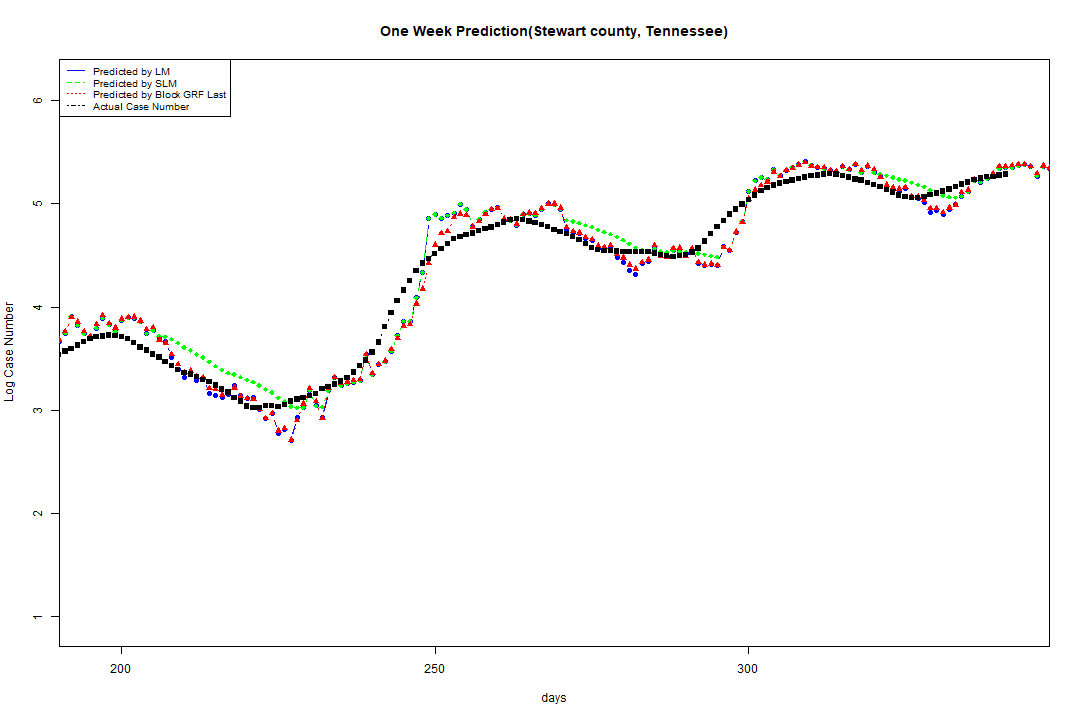 One Week Prediction(Stewart county, Tennessee)
Predicted by LM
Predicted by SLM
Predicted by Block GRF Last
Actual Case Number
6
5
4
3
2
1
Log Case Number
200
250
300
days